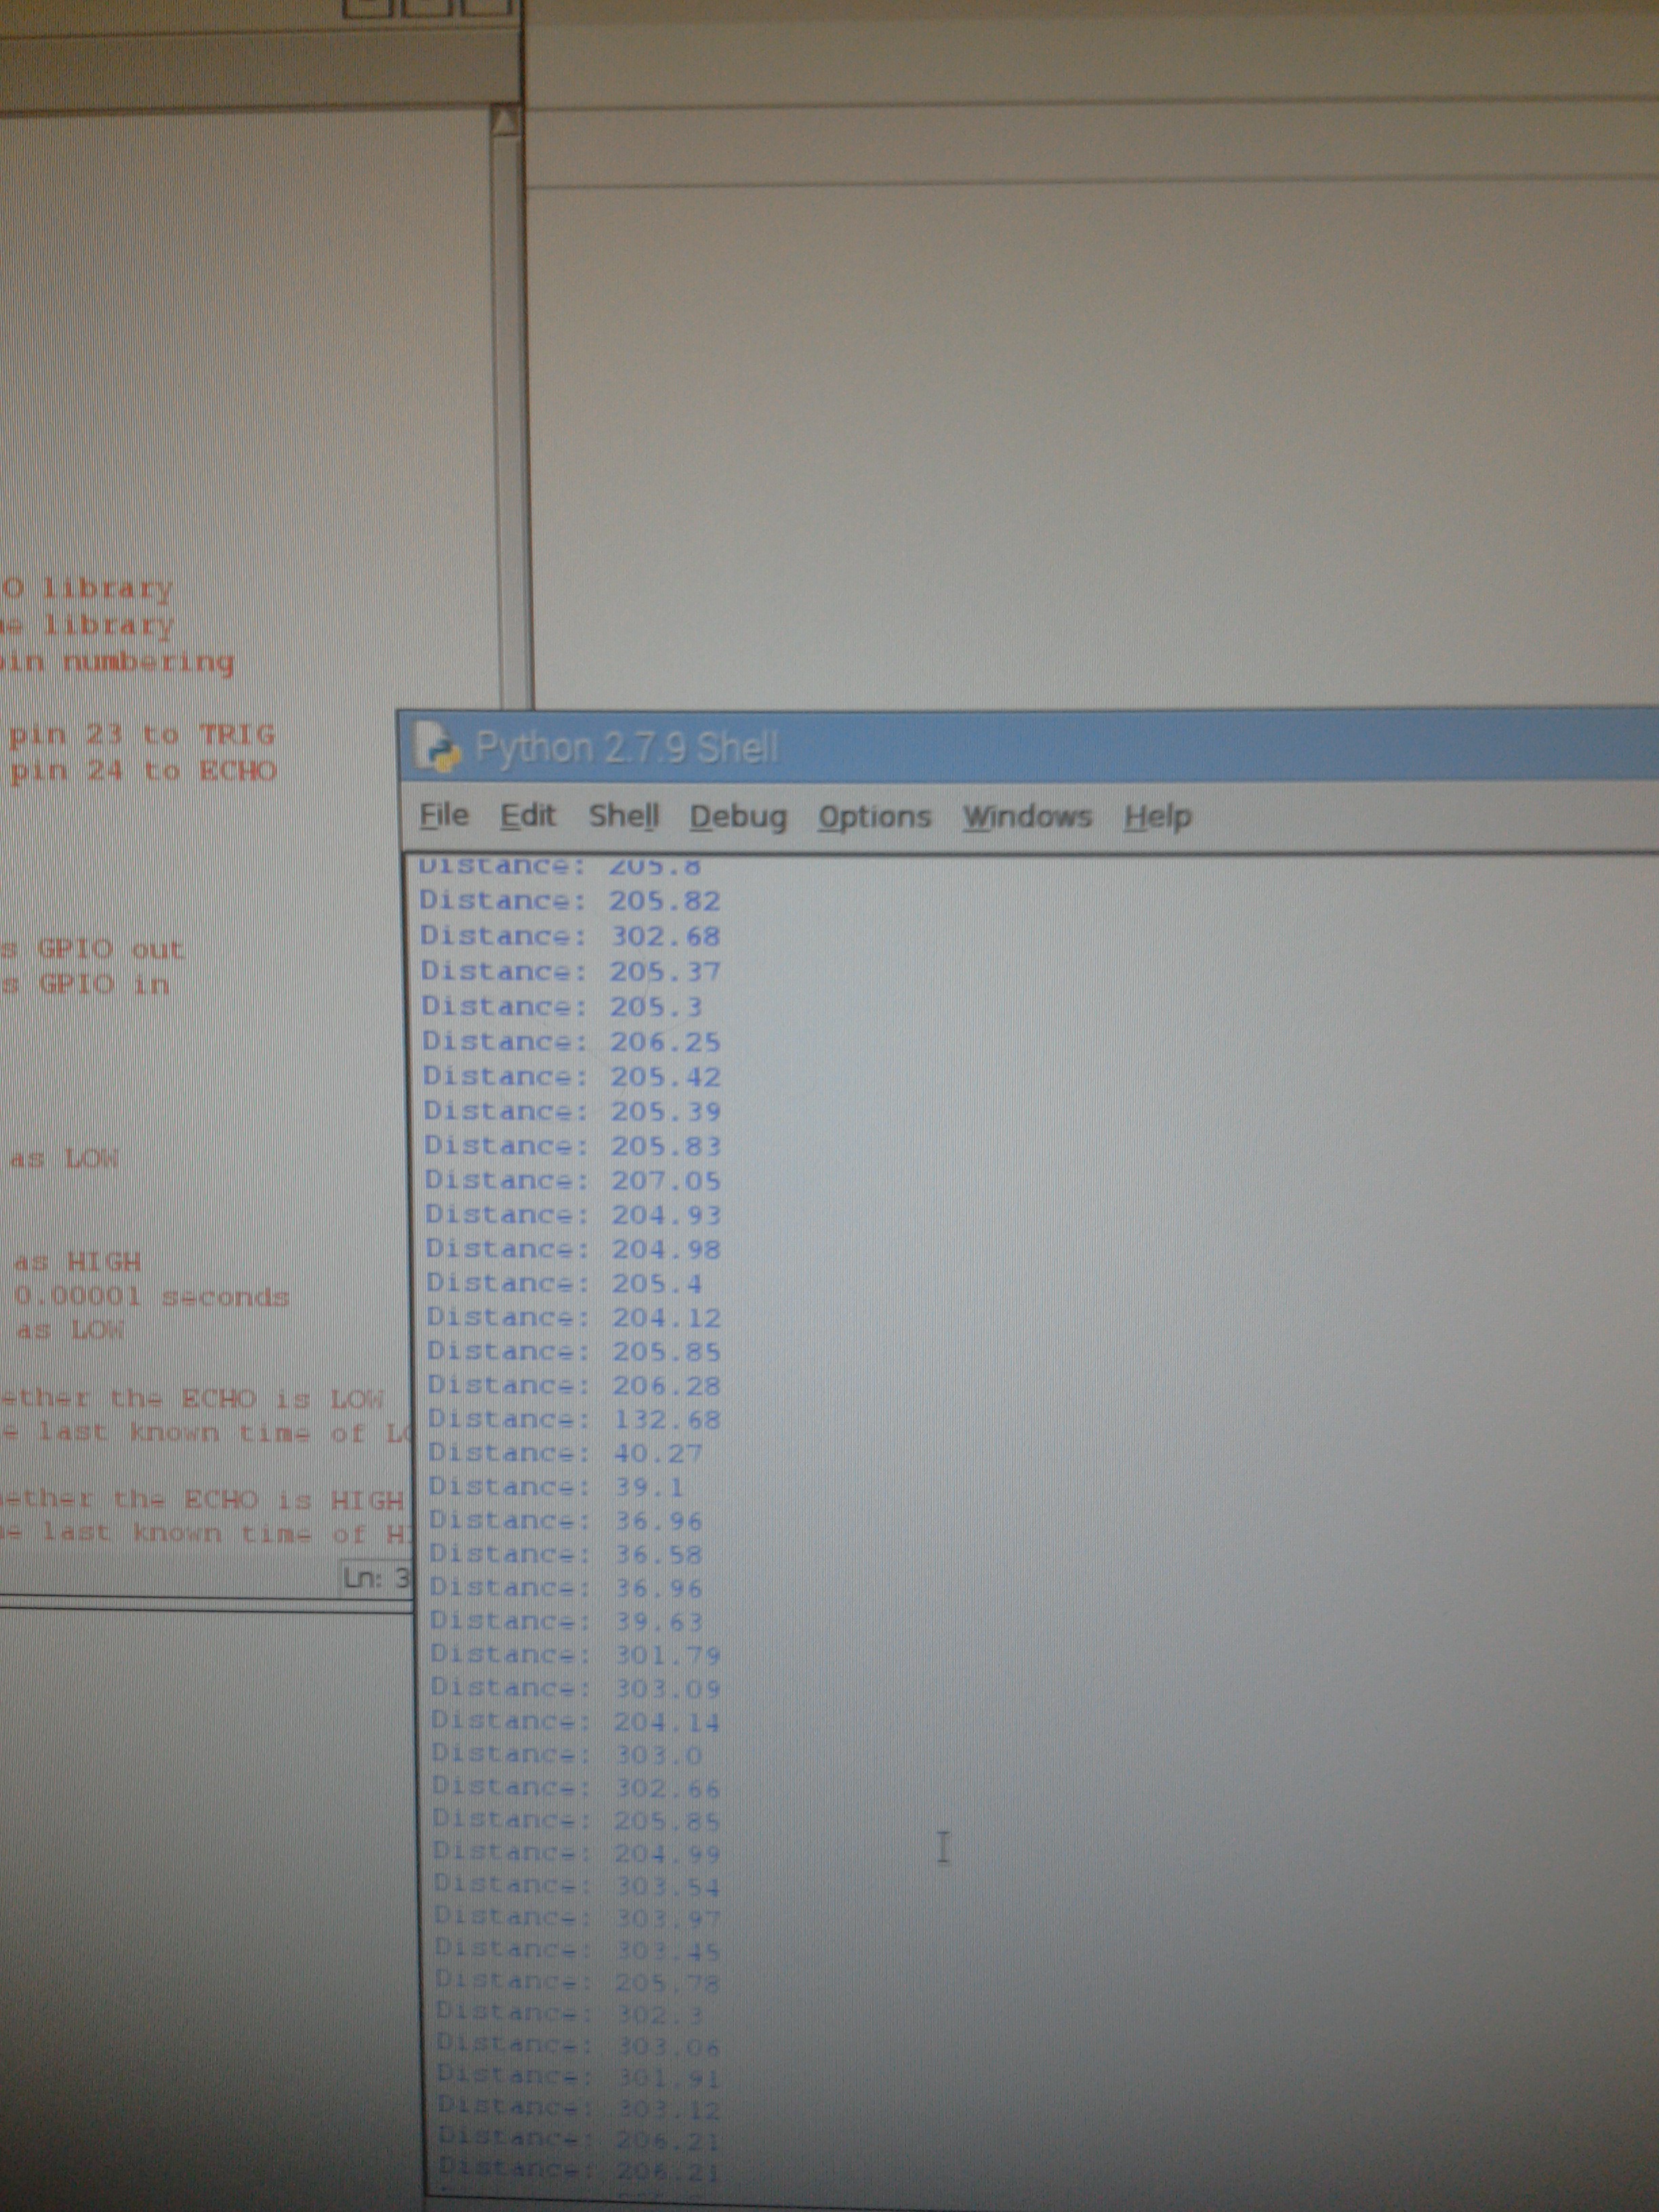 O library
e library
in numbering
pin 23 to TRIG
pin 24 to ECHO
s GPIO out
s GPIO in
as LOW
as HIGH
0.00001 seconds
as LOW
ether the ECHO is LOW
e last known time of LO
ether the ECHO is HIGH
e last known time of H
Ln: 3
Python 2.7.9 Shell
File Edit Shell Debug Options Windows Help
Distance: 205.8
Distance: 205.82
Distance: 302.68
Distance: 205.37
Distance: 205.3
Distance: 206.25
Distance: 205.42
Distance: 205.39
Distance: 205.83
Distance: 207.05
Distance: 204.93
Distance: 204.98
Distance: 205.4
Distance: 204.12
Distance: 205.85
Distance: 206.28
Distance: 132.68
Distance: 40.27
Distance: 39.1
Distance: 36.96
Distance: 36.58
Distance: 36.96
Distance: 39.63
Distance: 301.79
Distance: 303.09
Distance: 204.14
Distance: 303.0
Distance: 302.66
Distance: 205.85
Distance: 204.99
Distance: 303.54
Distance: 303.97
Distance: 303.45
Distance: 205.78
Distance: 302.3
Distance: 303.06
Distance: 301.91
Distance: 303.12
Distance: 206.21
Distance: 206.21